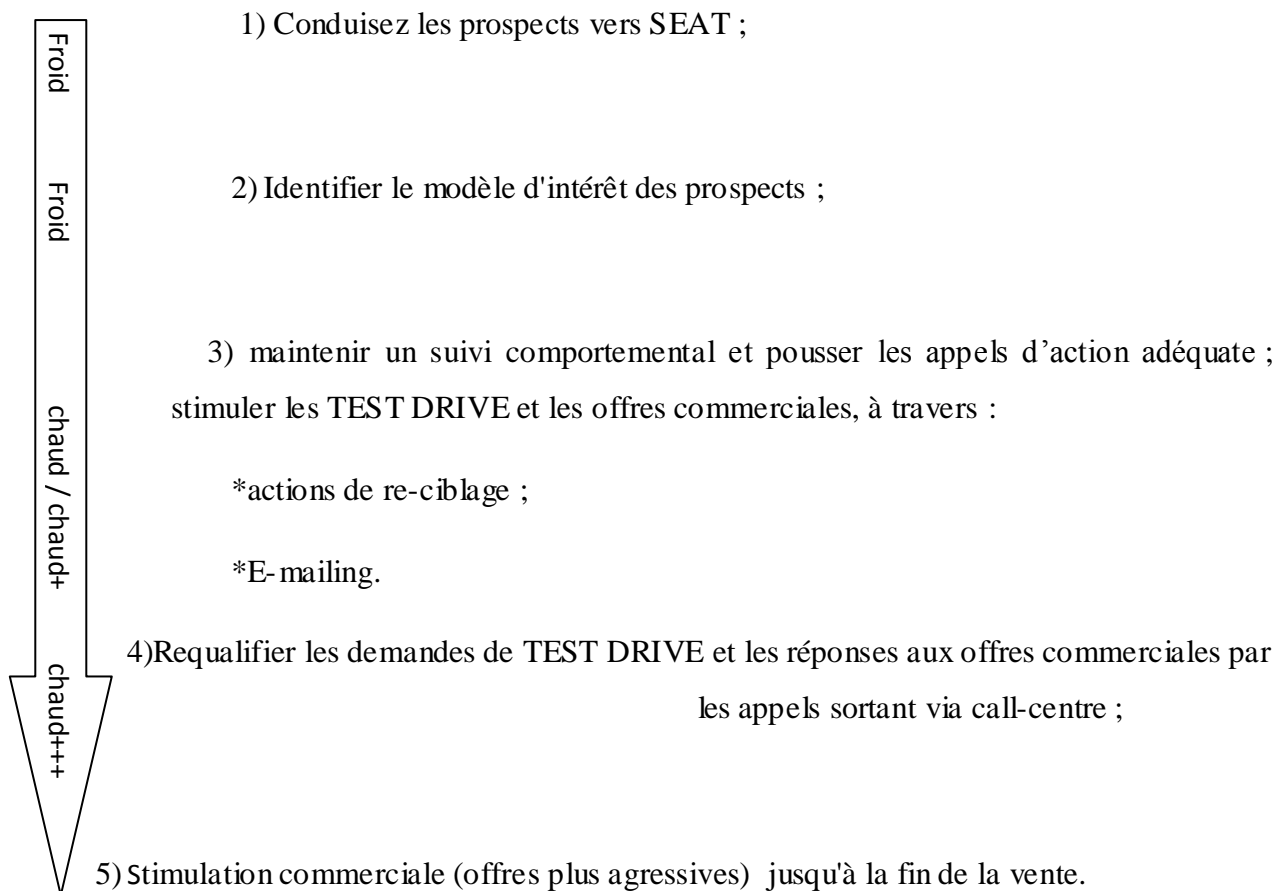 Froid
1) Conduisez les prospects vers SEAT ;
Froid
2) Identifier le modèle d'intérêt des prospects ;
chaud / chaud+
3) maintenir un suivi comportemental et pousser les appels d’action adéquate ;
stimuler les TEST DRIVE et les offres commerciales, à travers :
*actions de re-ciblage ;
*E-mailing.
chaud+++
4)Requalifier les demandes de TEST DRIVE et les réponses aux offres commerciales par
les appels sortant via call-centre ;
5) Stimulation commerciale (offres plus agressives) jusqu'à la fin de la vente.